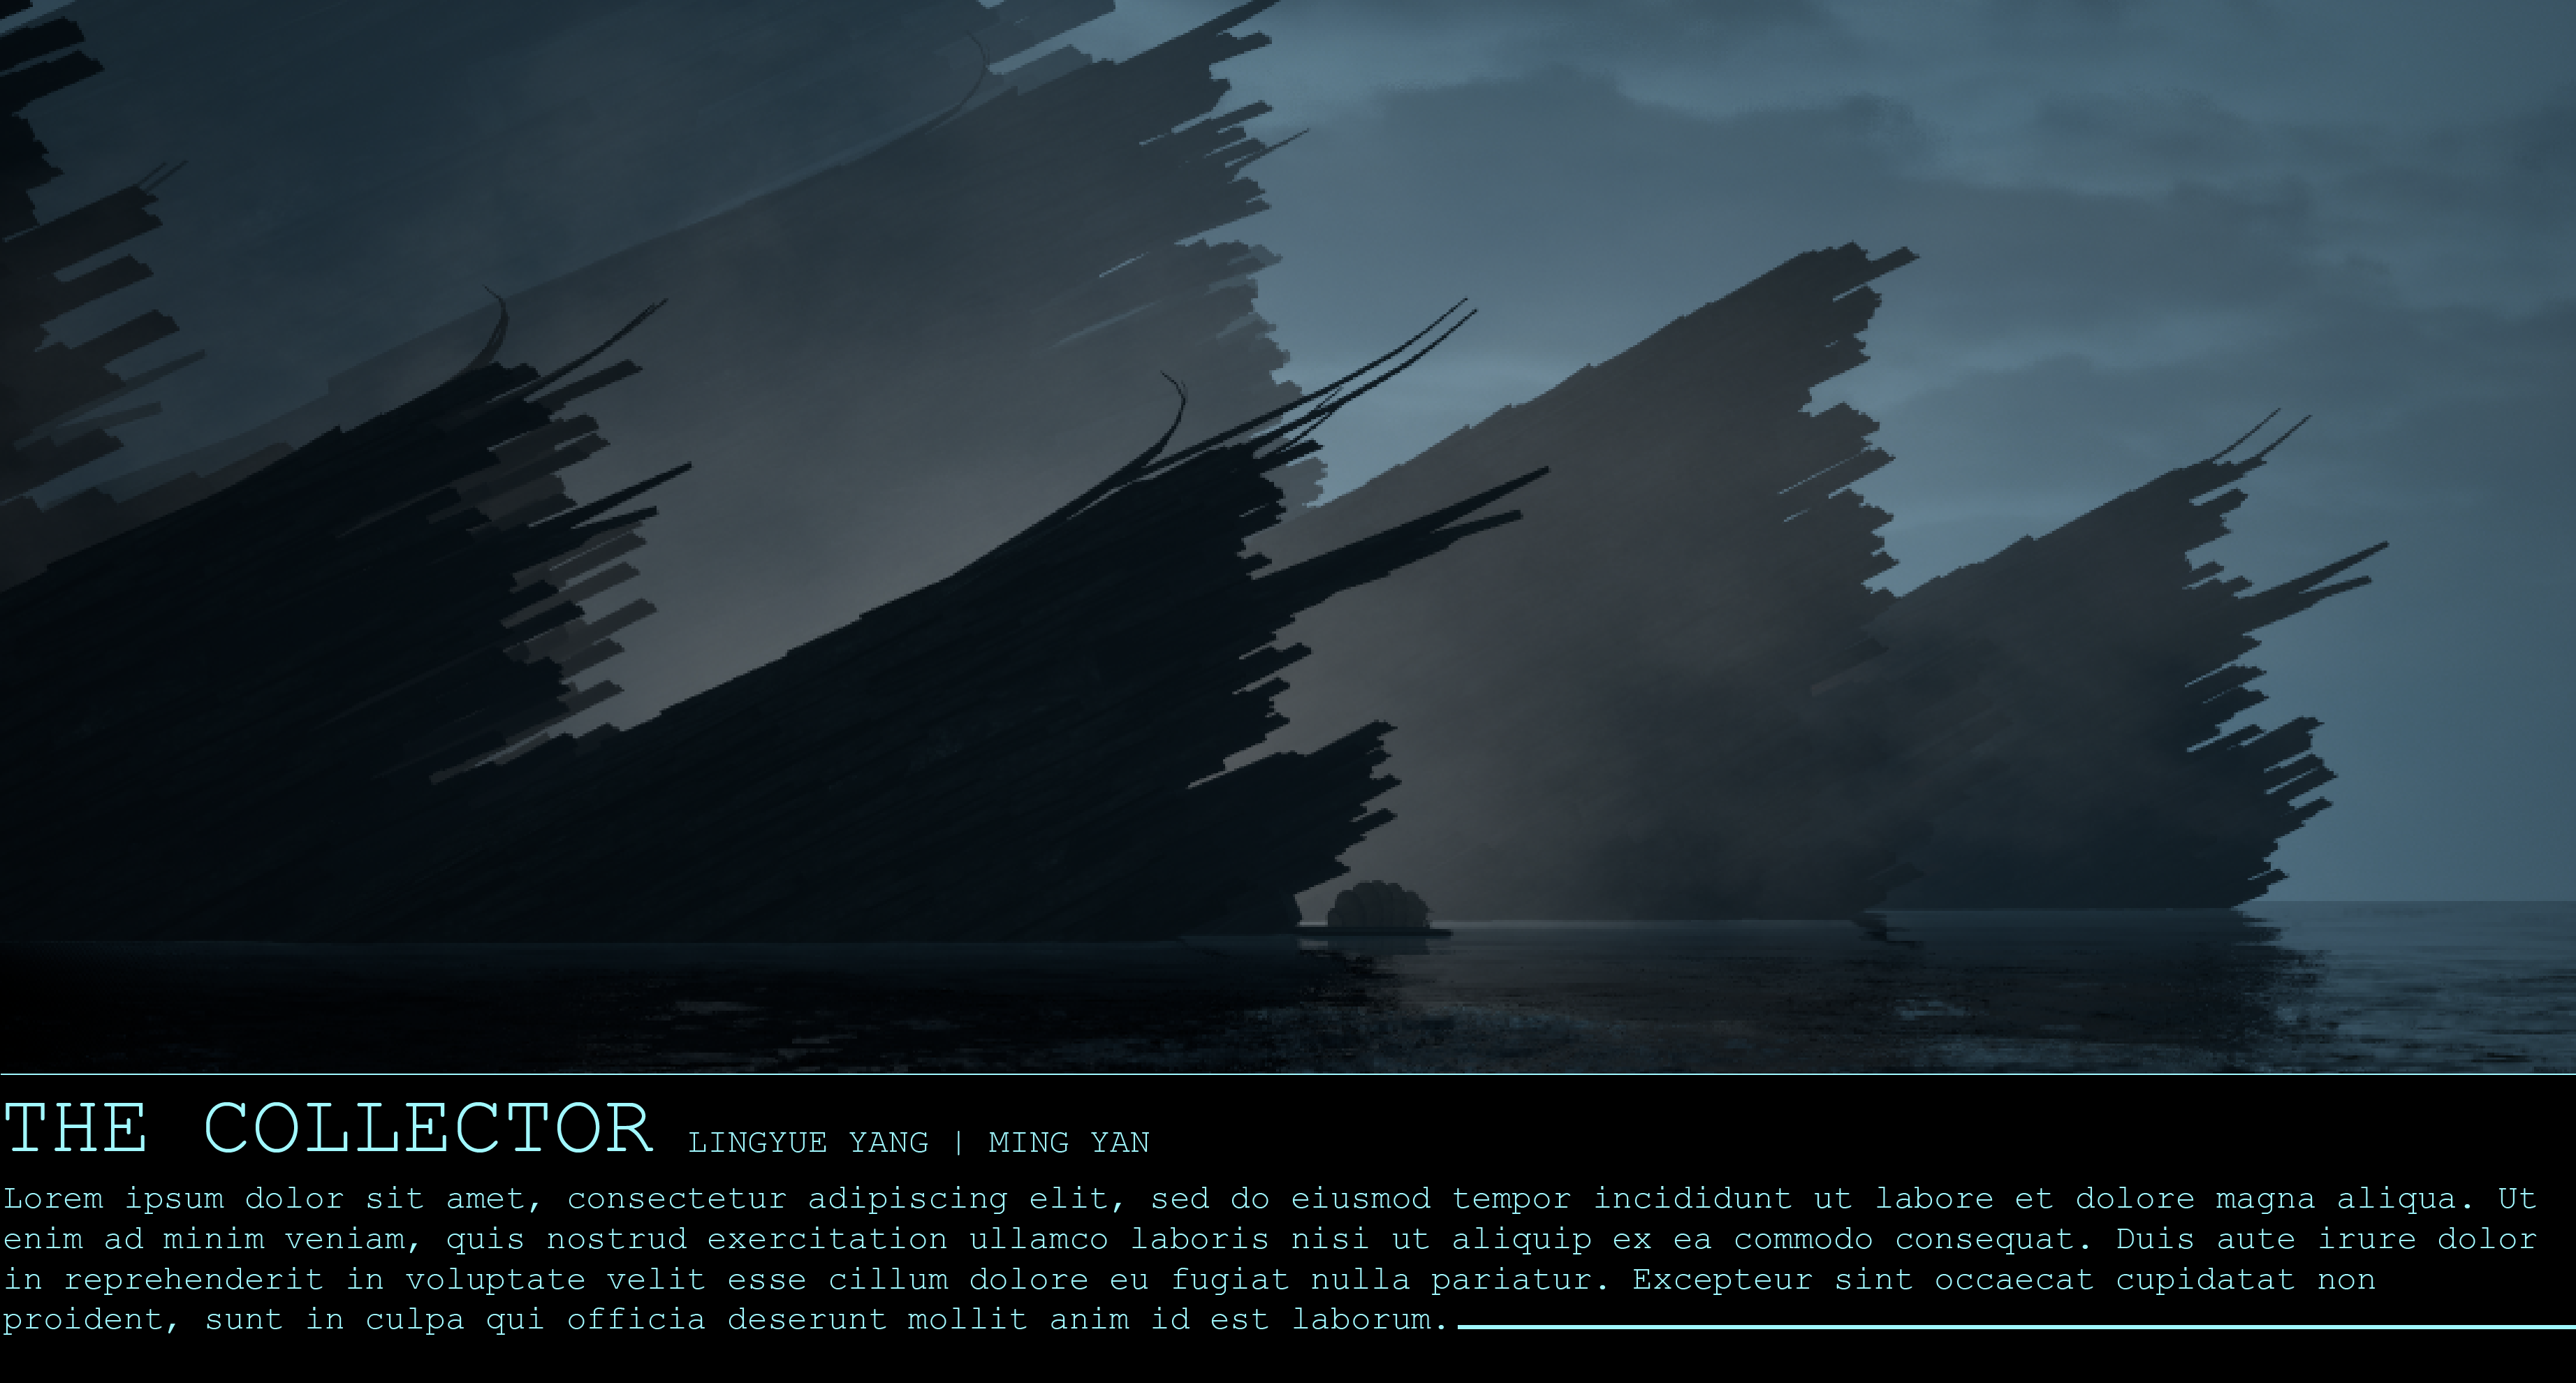 THE COLLECTOR LINGYUE YANG | MING YAN
Lorem ipsum dolor sit amet, consectetur adipiscing elit, sed do eiusmod tempor incididunt ut labore et dolore magna aliqua. Ut
enim ad minim veniam, quis nostrud exercitation ullamco laboris nisi ut aliquip ex ea commodo consequat. Duis aute irure dolor
in reprehenderit in voluptate velit esse cillum dolore eu fugiat nulla pariatur. Excepteur sint occaecat cupidatat non
proident, sunt in culpa qui officia deserunt mollit anim id est laborum.